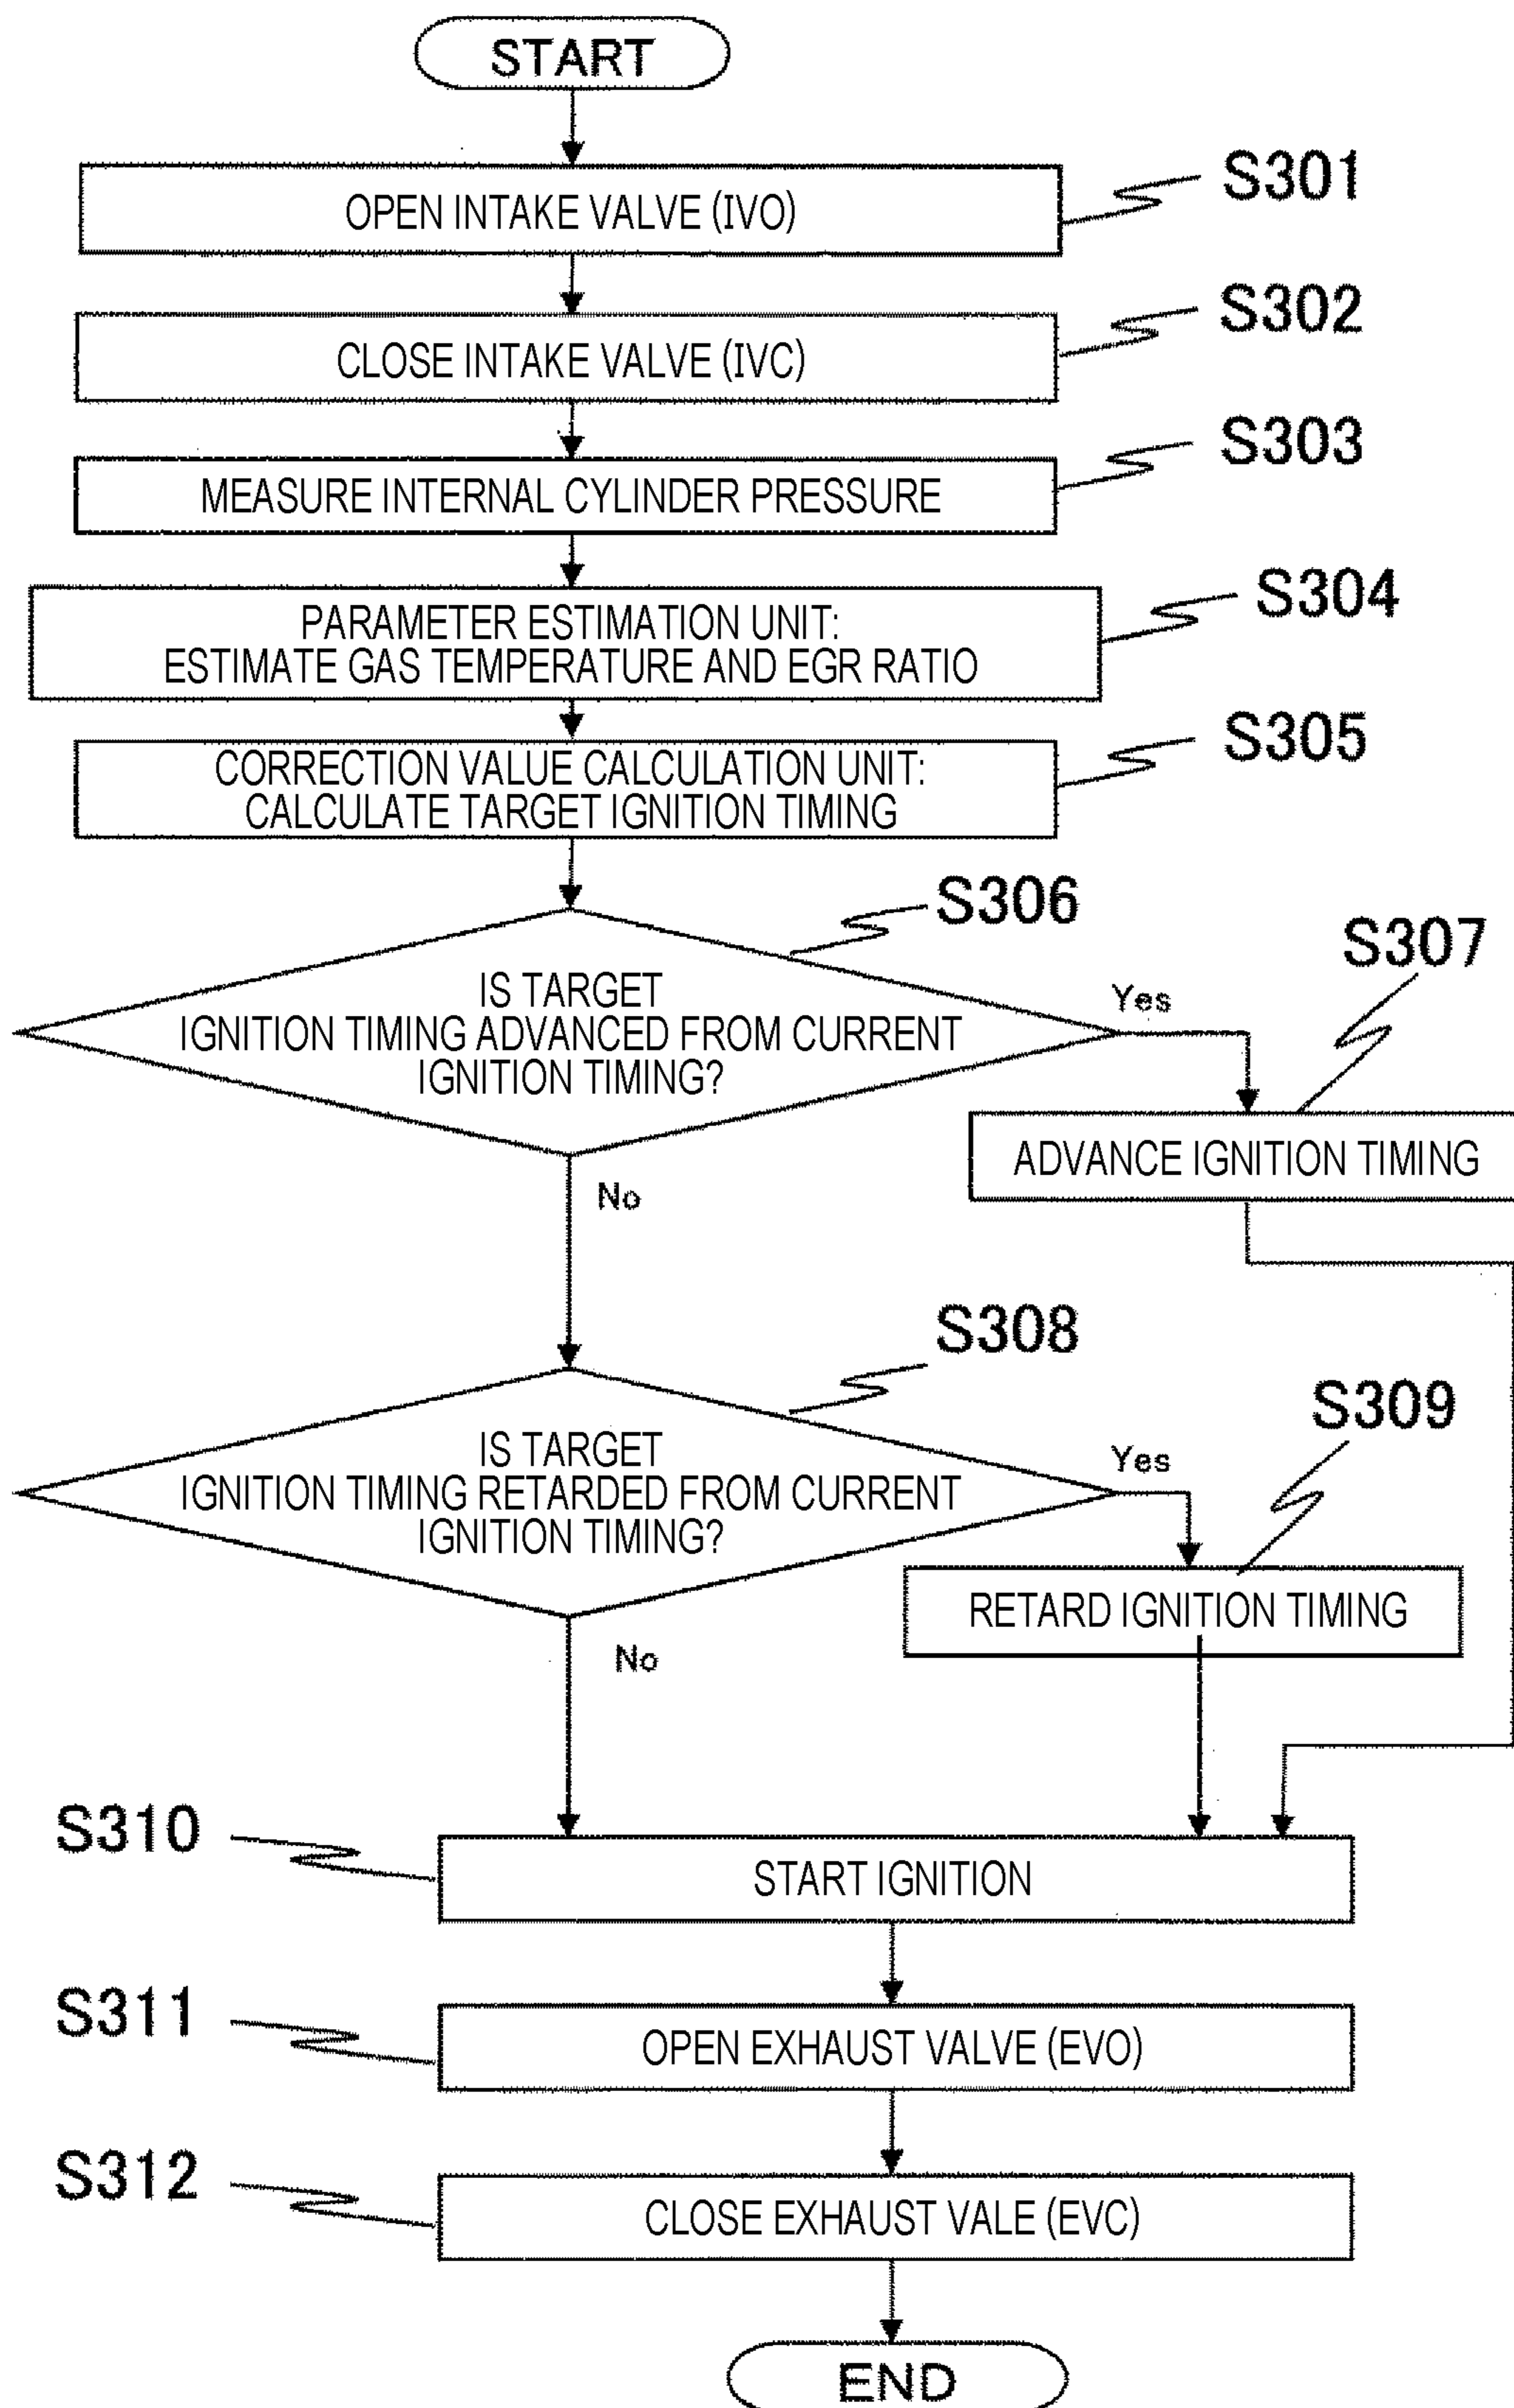 START
S301
OPEN INTAKE VALVE (IVO)
S302
CLOSE INTAKE VALVE (IVC)
S303
MEASURE INTERNAL CYLINDER PRESSURE
S304
PARAMETER ESTIMATION UNIT:
ESTIMATE GAS TEMPERATURE AND EGR RATIO
S305
CORRECTION VALUE CALCULATION UNIT:
CALCULATE TARGET IGNITION TIMING
S306
IS TARGET
IGNITION TIMING ADVANCED FROM CURRENT
IGNITION TIMING?
Yes
S307
ADVANCE IGNITION TIMING
No
S308
IS TARGET
IGNITION TIMING RETARDED FROM CURRENT
IGNITION TIMING?
Yes
S309
RETARD IGNITION TIMING
No
S310
START IGNITION
S311
OPEN EXHAUST VALVE (EVO)
S312
CLOSE EXHAUST VALE (EVC)
END